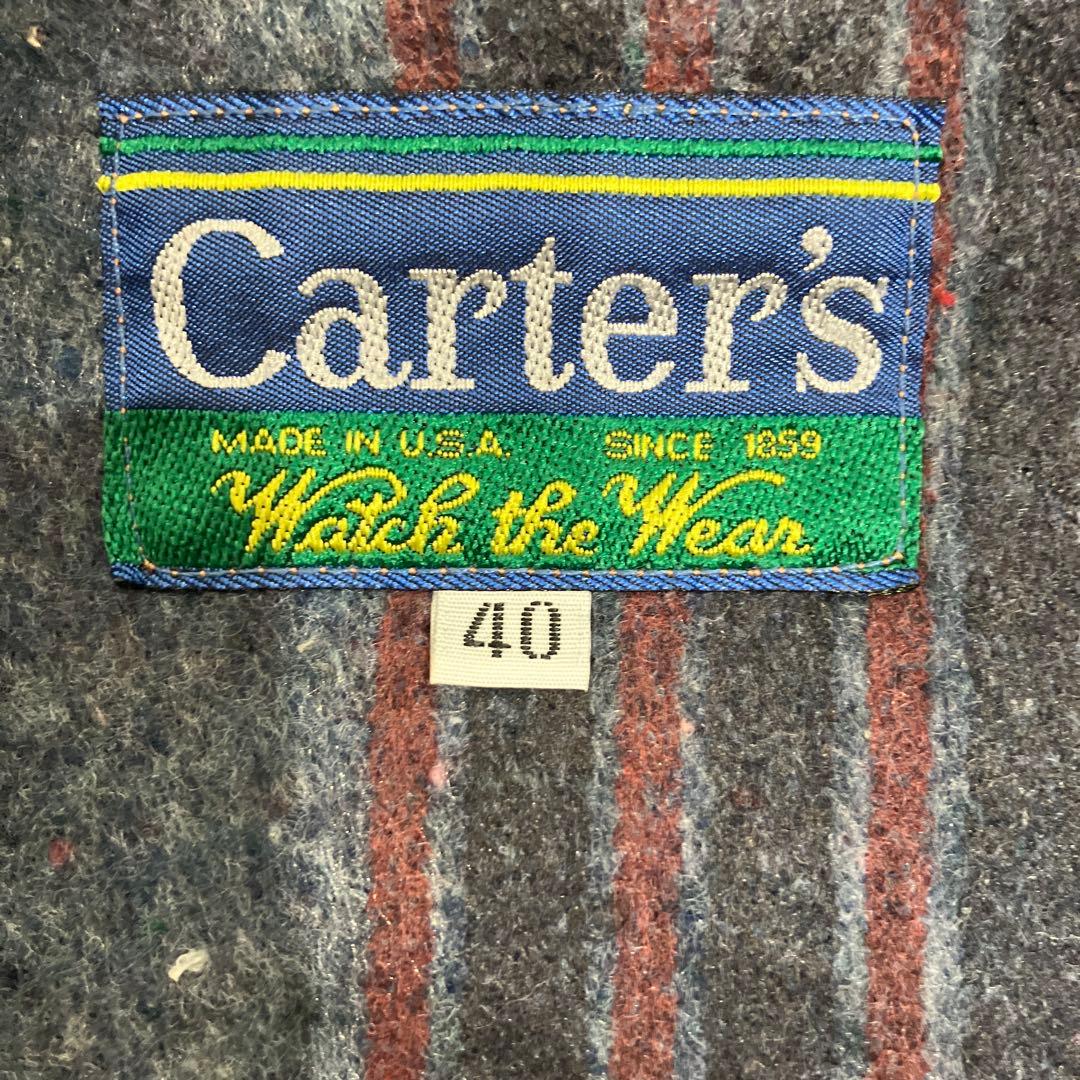 Carter's
MADE IN U.S.A. SINCE 1859
Watch the Wear
40